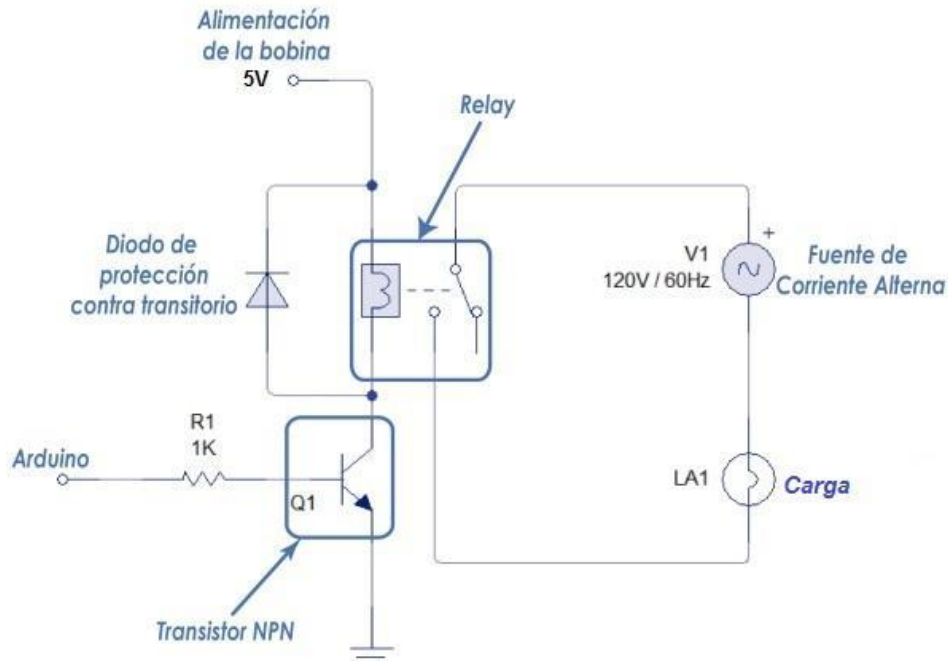 Alimentación
de la bobina
5V
Relay
Diodo de
protección
contra transitorio
V1
120V / 60Hz
+
Fuente de
Corriente Alterna
R1
1K
Arduino
Q1
LA1
Carga
Transistor NPN